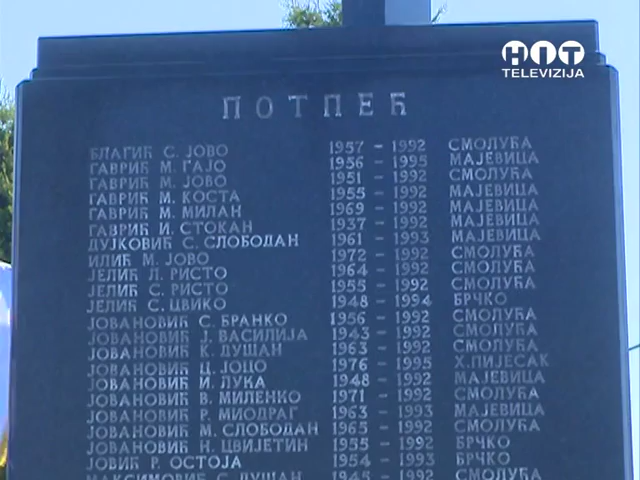 HIT
TELEVIZIJA
ПОТПЕЋ
БЛАГИЋ С. ЈОВО 1957 - 1992 СМОЛУЋА
ГАВРИЋ М. ГАЈО 1956 - 1995 МАЈЕВИЦА
ГАВРИЋ М. ЈОВО 1951 - 1992 СМОЛУЋА
ГАВРИЋ М. КОСТА 1955 - 1992 МАЈЕВИЦА
ГАВРИЋ М. МИЛАН 1969 - 1992 МАЈЕВИЦА
ГАВРИЋ И. СТОКАН 1937 - 1992 МАЈЕВИЦА
ДУЈКОВИЋ С. СЛОБОДАН 1961 - 1993 МАЈЕВИЦА
ИЛИЋ М. ЈОВО 1972 - 1992 СМОЛУЋА
ЈЕЛИЋ Л. РИСТО 1964 - 1992 СМОЛУЋА
ЈЕЛИЋ С. РИСТО 1955 - 1992 СМОЛУЋА
ЈЕЛИЋ С. ЦВИКО 1948 - 1994 БРЧКО
ЈОВАНОВИЋ С. БРАНКО 1956 - 1992 СМОЛУЋА
ЈОВАНОВИЋ Ј. ВАСИЛИЈА 1943 - 1992 СМОЛУЋА
ЈОВАНОВИЋ К. ДУШАН 1963 - 1992 СМОЛУЋА
ЈОВАНОВИЋ Ц. ЈОЦО 1976 - 1995 Х.ПИЈЕСАК
ЈОВАНОВИЋ И. ЛУКА 1948 - 1992 МАЈЕВИЦА
ЈОВАНОВИЋ В. МИЛЕНКО 1971 - 1992 СМОЛУЋА
ЈОВАНОВИЋ Р. МИОДРАГ 1963 - 1993 МАЈЕВИЦА
ЈОВАНОВИЋ М. СЛОБОДАН 1965 - 1992 СМОЛУЋА
ЈОВАНОВИЋ Н. ЦВИЈЕТИН 1955 - 1992 БРЧКО
ЈОВИЋ Р. ОСТОЈА 1954 - 1993 БРЧКО
МАКСИМОВИЋ С. ДУШАН 1945 - 1992 СМОЛУЋА